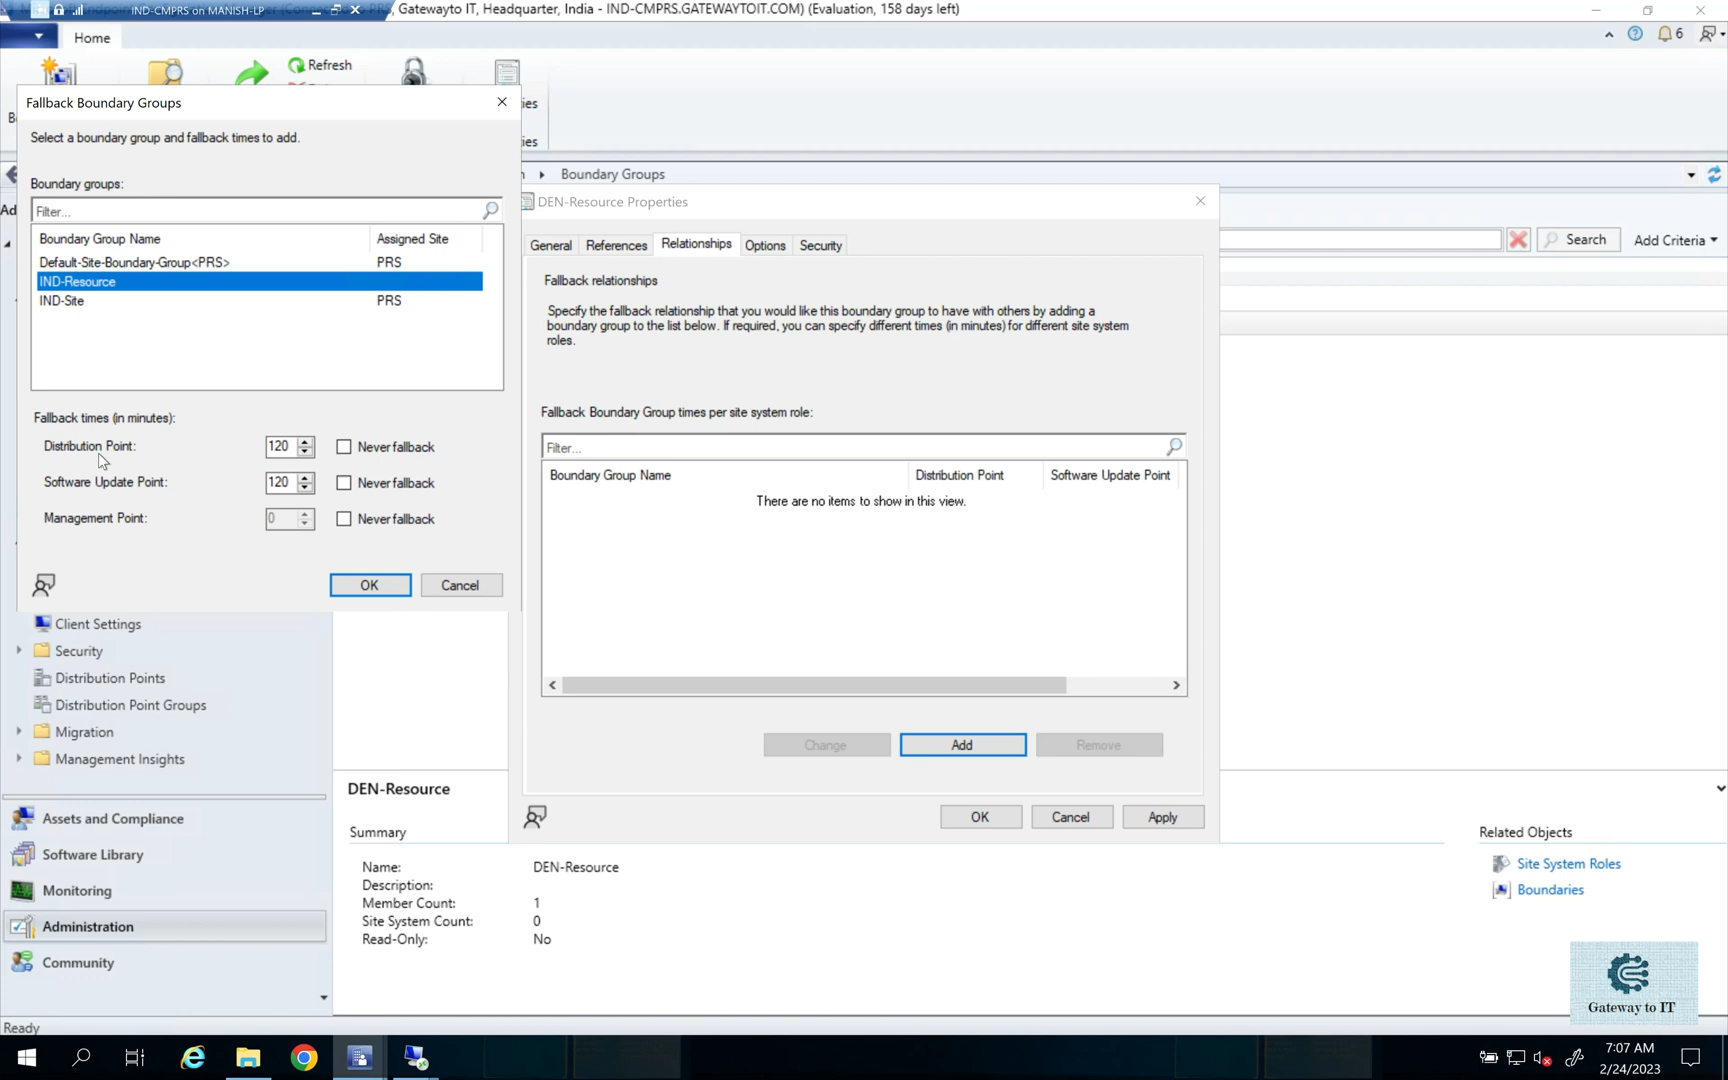 IND-CMPRS on MANISH-LP
PRS, Gatewayto IT, Headquarter, India - IND-CMPRS.GATEWAYTOIT.COM) (Evaluation, 158 days left)
Home
6
Refresh
Fallback Boundary Groups
ies
Select a boundary group and fallback times to add.
ies
Boundary groups:
Boundary Groups
Filter...
DEN-Resource Properties
Ad
Boundary Group Name Assigned Site
General References Relationships Options Security
Search Add Criteria
Default-Site-Boundary-Group<PRS> PRS
IND-Resource
IND-Site PRS
Fallback relationships
Specify the fallback relationship that you would like this boundary group to have with others by adding a
boundary group to the list below. If required, you can specify different times (in minutes) for different site system
roles.
Fallback times (in minutes):
Distribution Point: 120 Never fallback
Software Update Point: 120 Never fallback
Management Point: 0 Never fallback
OK Cancel
Fallback Boundary Group times per site system role:
Filter...
Boundary Group Name Distribution Point Software Update Point
There are no items to show in this view.
Change Add Remove
OK Cancel Apply
Client Settings
Security
Distribution Points
Distribution Point Groups
Migration
Management Insights
Assets and Compliance
Software Library
Monitoring
Administration
Community
DEN-Resource
Summary
Name: DEN-Resource
Description:
Member Count: 1
Site System Count: 0
Read-Only: No
Related Objects
Site System Roles
Boundaries
Gateway to IT
Ready
7:07 AM
2/24/2023